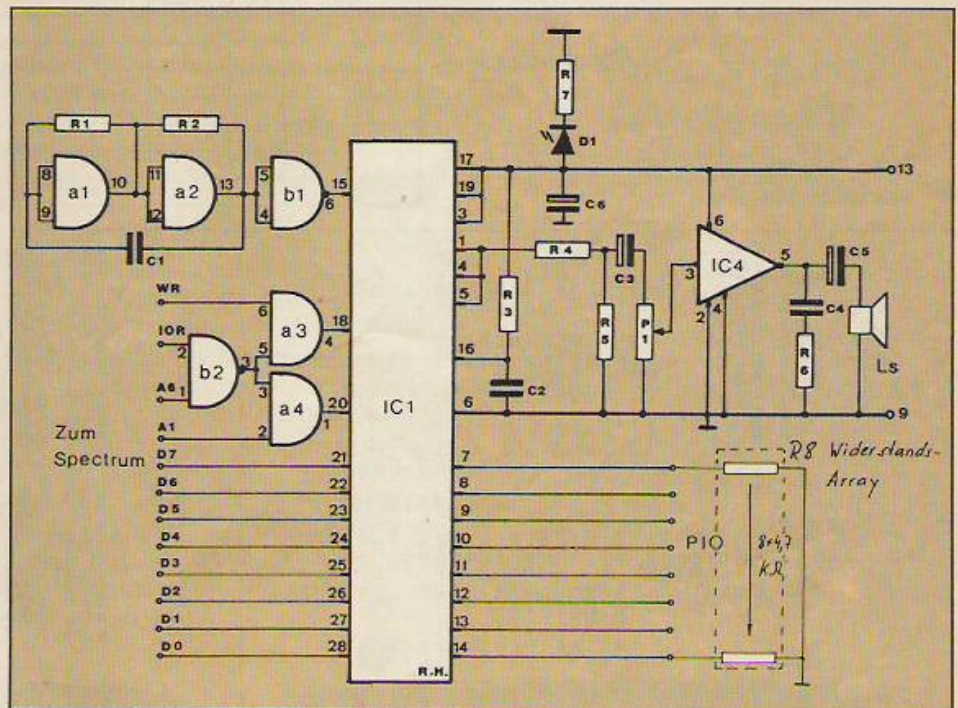 R7
D1
R1
R2
8
9
a1
10
11
12
a2
13
5
4
b1
6
15
C1
17
19
3
1
4
5
16
6
C6
R4
C3
R3
R5
P1
C2
6
3
IC4
5
2
4
C5
C4
R6
Ls
13
9
WR
IOR
A6
A1
6
a3
4
18
2
1
b2
3
5
3
2
a4
1
20
IC1
Zum
Spectrum
D7
D6
D5
D4
D3
D2
D1
D0
21
22
23
24
25
26
27
28
7
8
9
10
11
12
13
14
R.H.
PIO
R8 Widerstands-
Array
8×4,7
KΩ